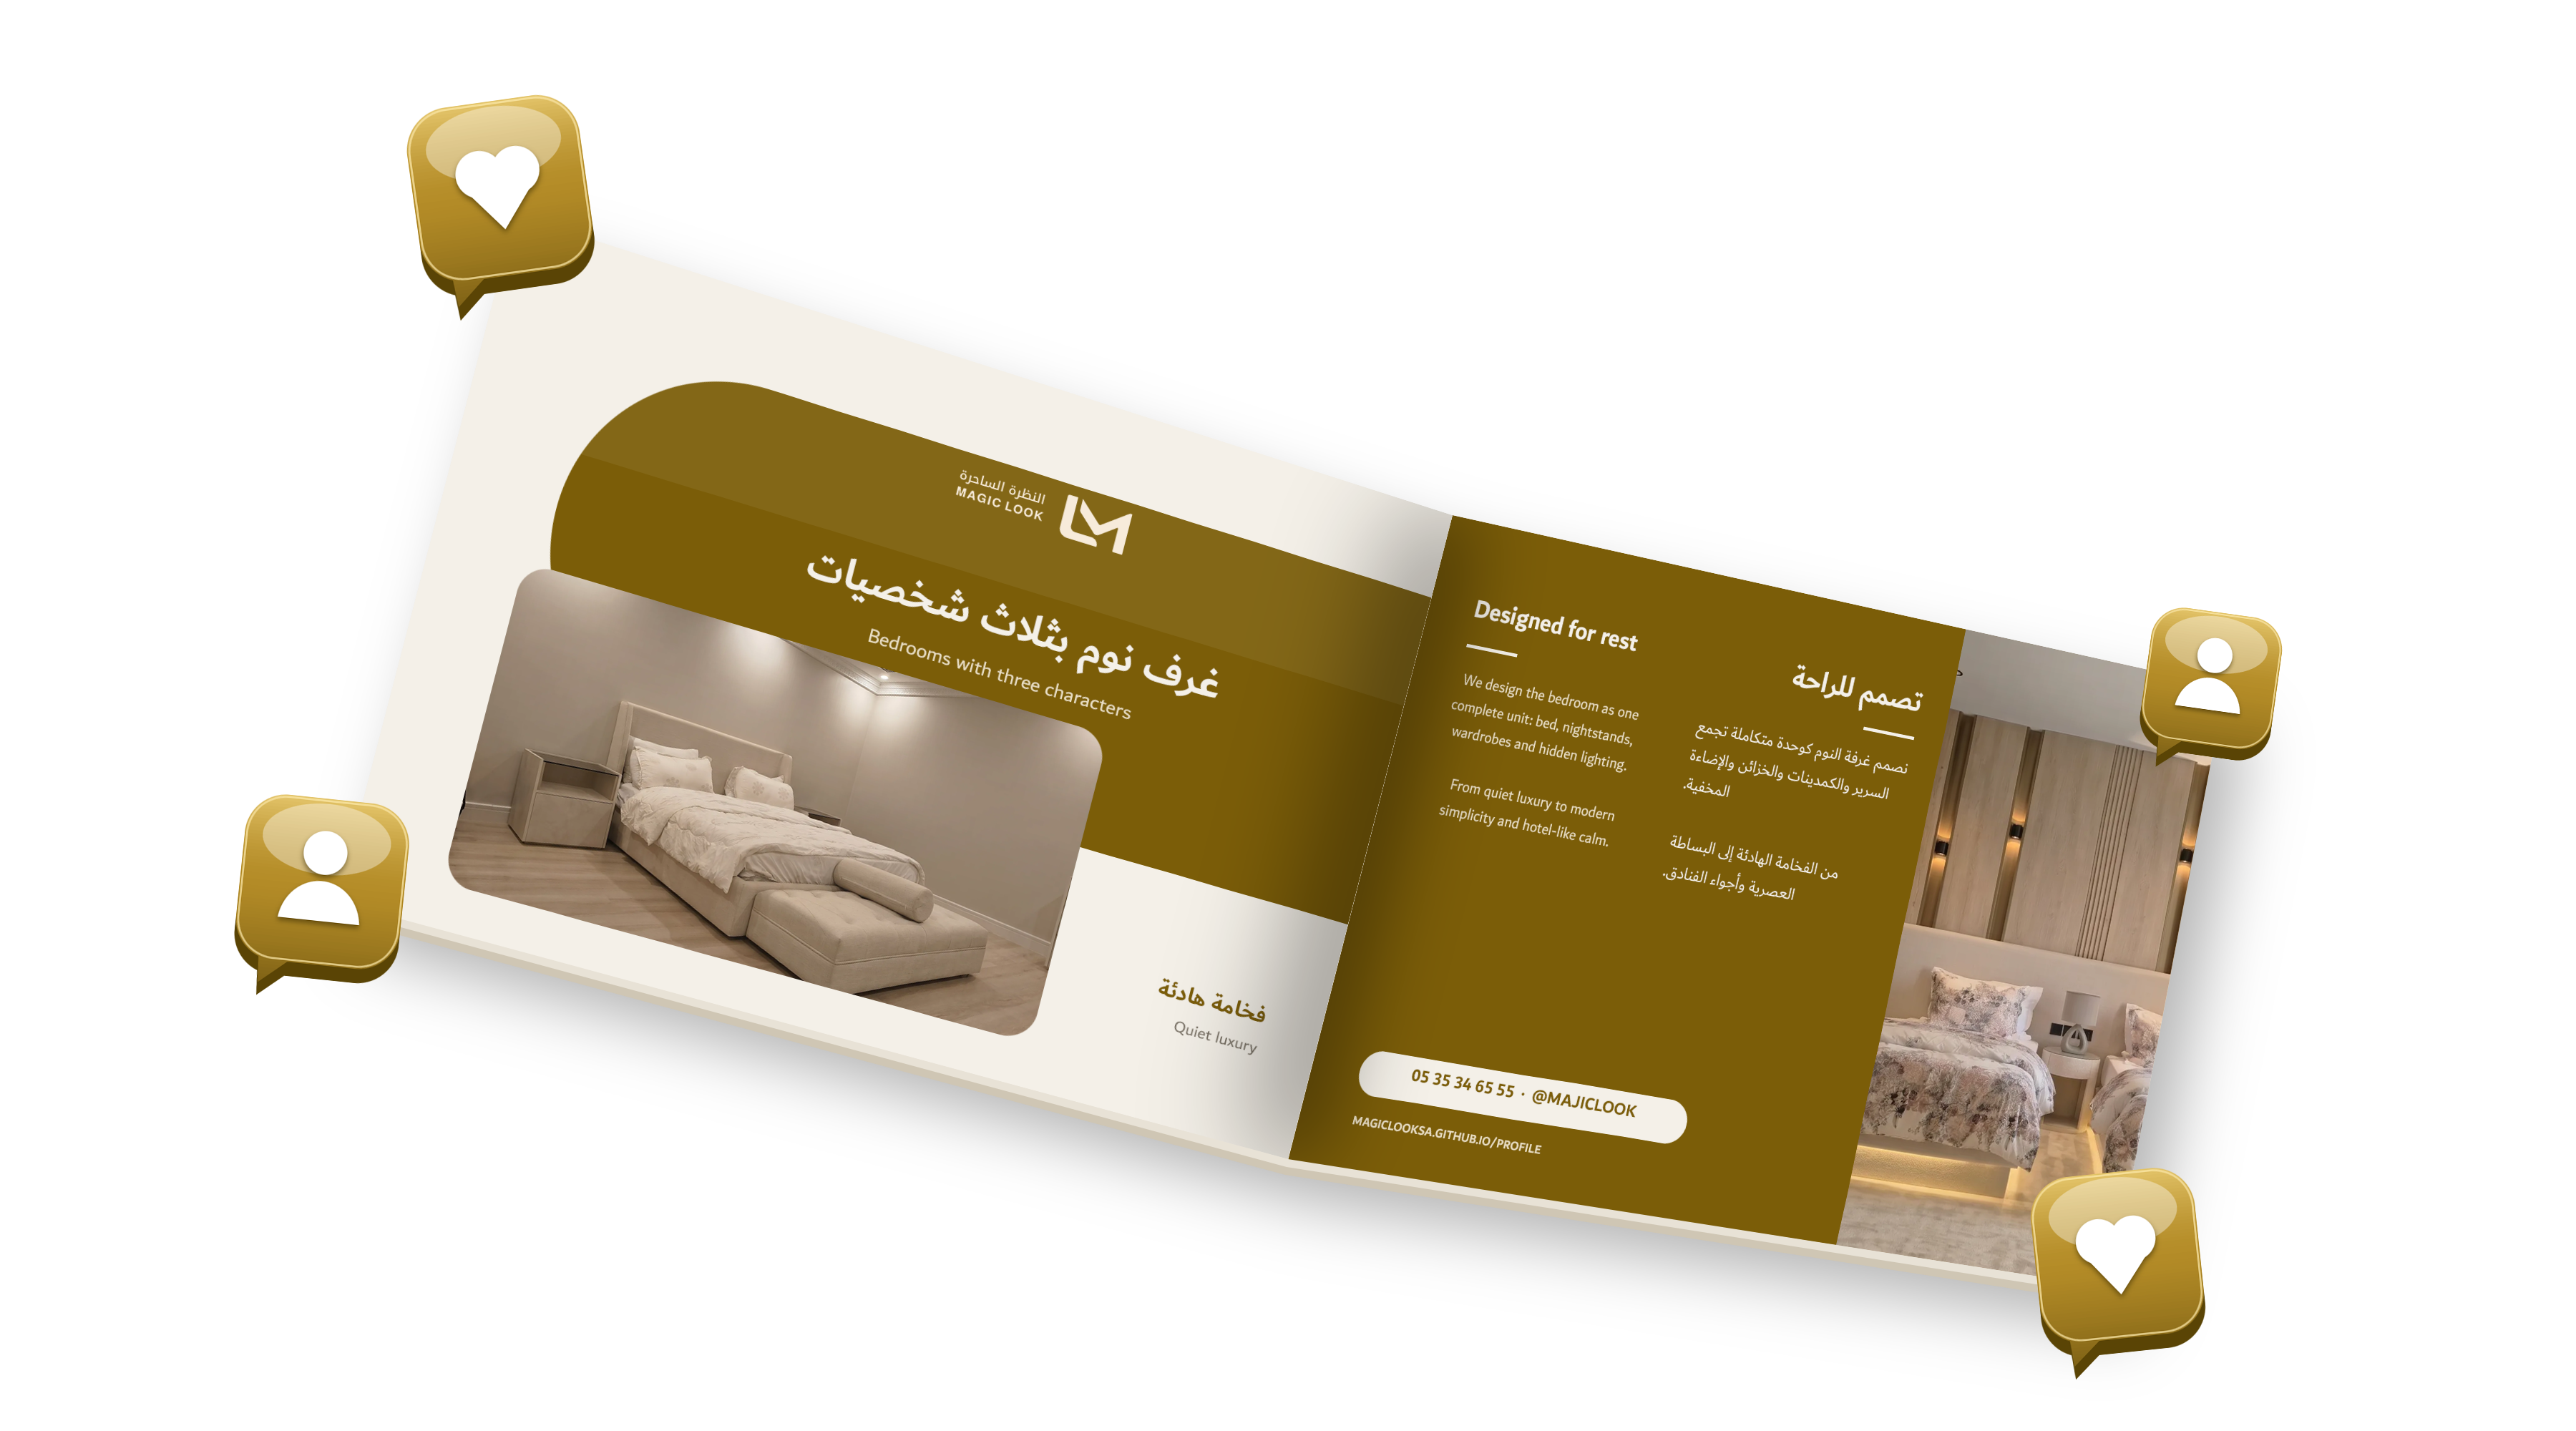 النظرة الساحرة
MAGIC LOOK
غرف نوم بثلاث شخصيات
Bedrooms with three characters
فخامة هادئة
Quiet luxury
Designed for rest
We design the bedroom as one
complete unit: bed, nightstands,
wardrobes and hidden lighting.
From quiet luxury to modern
simplicity and hotel-like calm.
تصمم للراحة
نصمم غرفة النوم كوحدة متكاملة تجمع
السرير والكمدينات والخزائن والإضاءة
المخفية.
من الفخامة الهادئة إلى البساطة
العصرية وأجواء الفنادق.
05 35 34 65 55 · @MAJICLOOK
MAGICLOOKSA.GITHUB.IO/PROFILE